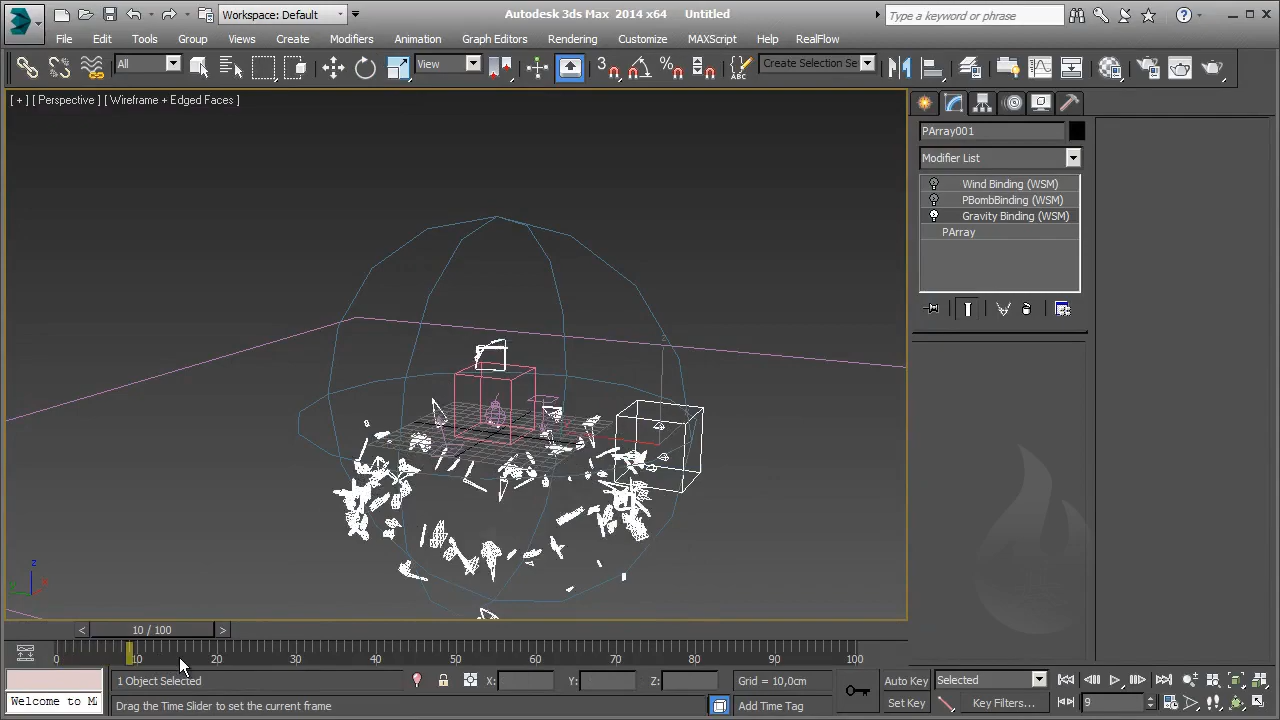 Workspace: Default
Autodesk 3ds Max 2014 x64 Untitled
Type a keyword or phrase
File Edit Tools Group Views Create Modifiers Animation Graph Editors Rendering Customize MAXScript Help RealFlow
All View Create Selection Se
[ + ] [ Perspective ] [ Wireframe + Edged Faces ]
PArray001
Modifier List
Wind Binding (WSM)
PBombBinding (WSM)
Gravity Binding (WSM)
PArray
z
< 10 / 100 >
0 10 20 30 40 50 60 70 80 90 100
1 Object Selected X: Y: Z: Grid = 10,0cm Auto Key Selected
Welcome to M Drag the Time Slider to set the current frame Add Time Tag Set Key Key Filters... 9